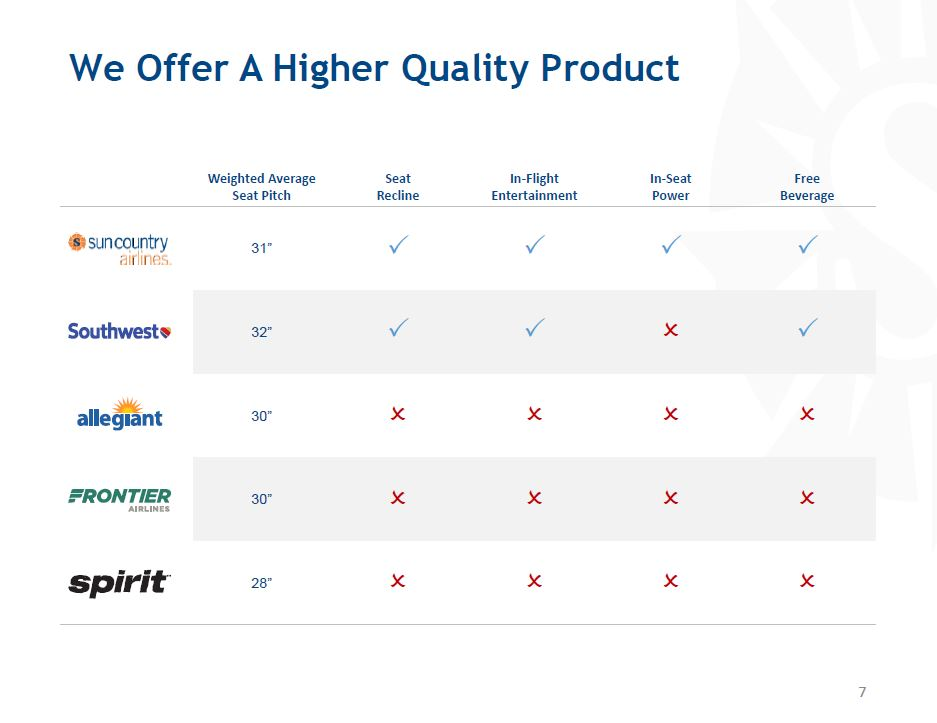 We Offer A Higher Quality Product
Weighted Average Seat Pitch
Seat Recline
In-Flight Entertainment
In-Seat Power
Free Beverage
sun country airlines.
31”
✓ ✓ ✓ ✓
Southwest
32”
✓ ✓ ✗ ✓
allegiant
30”
✗ ✗ ✗ ✗
FRONTIER AIRLINES
30”
✗ ✗ ✗ ✗
spirit
28”
✗ ✗ ✗ ✗
7